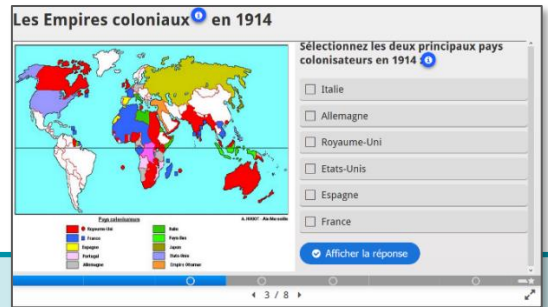 Les Empires coloniaux en 1914
Sélectionnez les deux principaux pays
colonisateurs en 1914 :
Italie
Allemagne
Royaume-Uni
Etats-Unis
Espagne
France
Afficher la réponse
Pays colonisateurs
Royaume Uni
France
Espagne
Portugal
Allemagne
Italie
Pays Bas
Japon
Etats Unis
Empire Ottoman
3 / 8